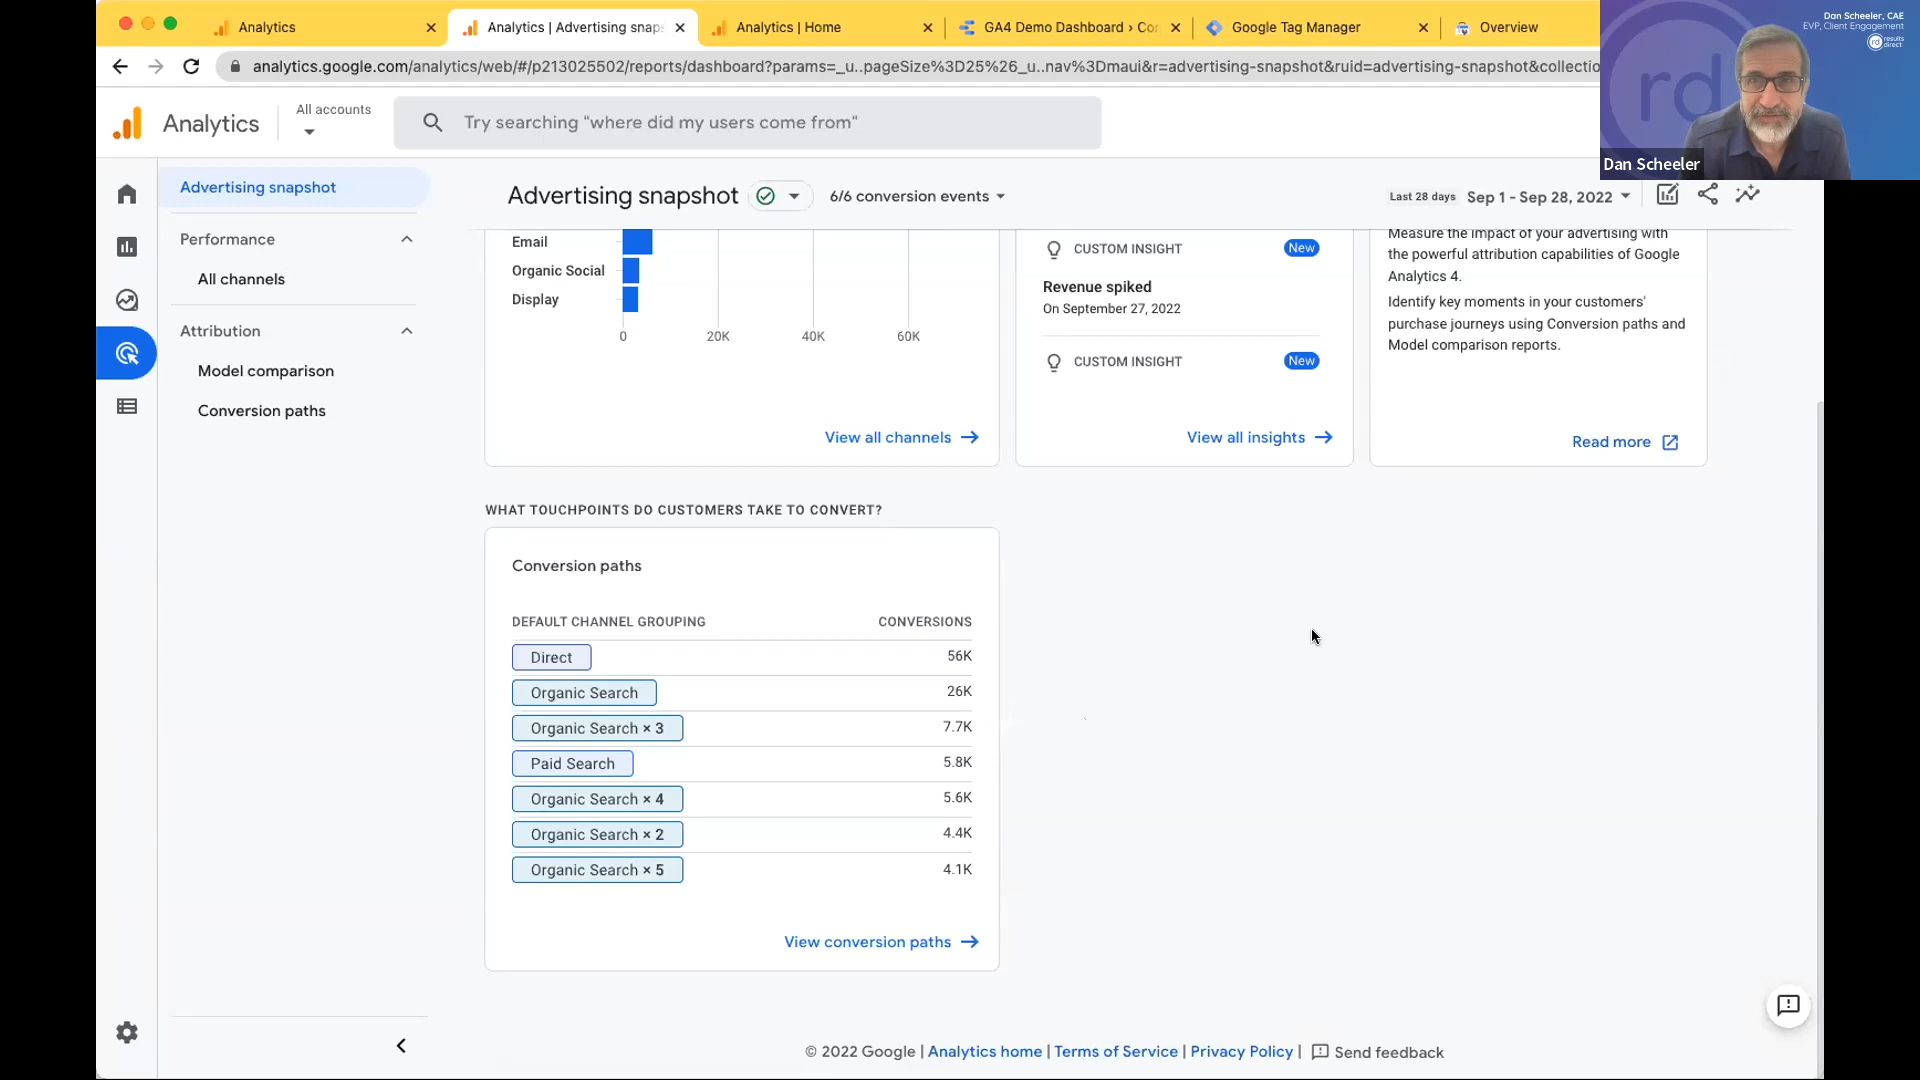 Analytics
Analytics | Advertising snap
Analytics | Home
GA4 Demo Dashboard › Co
Google Tag Manager
Overview
Dan Scheeler, CAE
EVP, Client Engagement
rd results
direct
analytics.google.com/analytics/web/#/p213025502/reports/dashboard?params=_u..pageSize%3D25%26_u..nav%3Dmaui&r=advertising-snapshot&ruid=advertising-snapshot&collectio
rd
Analytics
All accounts
Try searching "where did my users come from"
Dan Scheeler
Advertising snapshot
Performance
All channels
Attribution
Model comparison
Conversion paths
Advertising snapshot
6/6 conversion events
Last 28 days
Sep 1 - Sep 28, 2022
Email
Organic Social
Display
0
20K
40K
60K
View all channels
CUSTOM INSIGHT
New
Revenue spiked
On September 27, 2022
CUSTOM INSIGHT
New
View all insights
Measure the impact of your advertising with
the powerful attribution capabilities of Google
Analytics 4.
Identify key moments in your customers'
purchase journeys using Conversion paths and
Model comparison reports.
Read more
WHAT TOUCHPOINTS DO CUSTOMERS TAKE TO CONVERT?
Conversion paths
DEFAULT CHANNEL GROUPING CONVERSIONS
Direct 56K
Organic Search 26K
Organic Search × 3 7.7K
Paid Search 5.8K
Organic Search × 4 5.6K
Organic Search × 2 4.4K
Organic Search × 5 4.1K
View conversion paths
© 2022 Google | Analytics home | Terms of Service | Privacy Policy | Send feedback